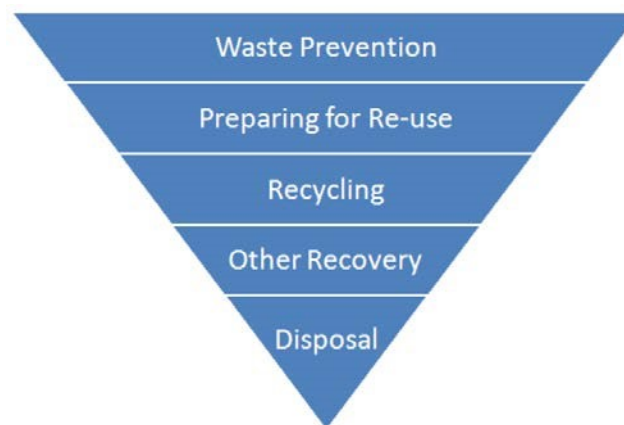 Waste Prevention
Preparing for Re-use
Recycling
Other Recovery
Disposal